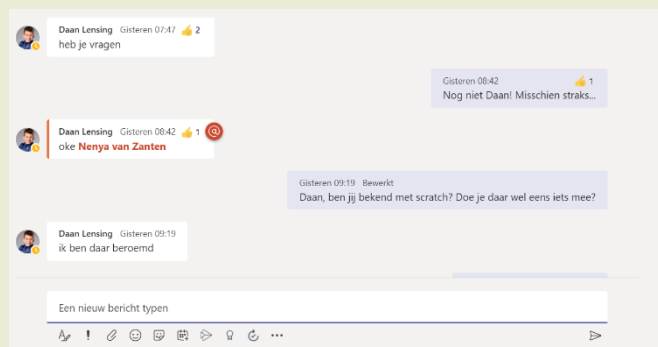 Daan Lensing Gisteren 07:47 2
heb je vragen
Gisteren 08:42 1
Nog niet Daan! Misschien straks...
Daan Lensing Gisteren 08:42 1 @
oke Nenya van Zanten
Gisteren 09:19 Bewerkt
Daan, ben jij bekend met scratch? Doe je daar wel eens iets mee?
Daan Lensing Gisteren 09:19
ik ben daar beroemd
Een nieuw bericht typen